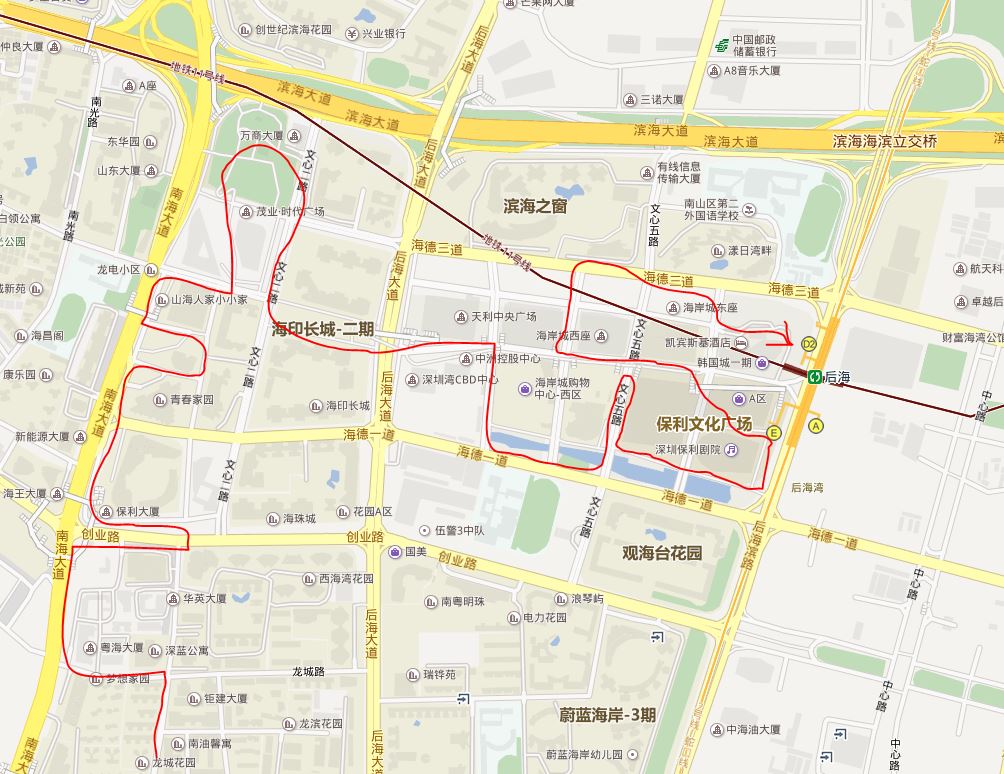 创世纪滨海花园
兴业银行
后海大道
芒果网大厦
中国邮政
储蓄银行
A8音乐大厦
仲良大厦
地铁11号线
A座
滨海大道
三诺大厦
南光路
滨海大道
滨海大道
滨海大道
滨海海滨立交桥
东华园
万商大厦
文心二路
后海大道
山东大厦
有线信息
传输大厦
南海大道
茂业·时代广场
滨海之窗
南山区第二
外国语学校
白领公寓
南光路
文心五路
公园
海德三道
地铁11号线
漾日湾畔
龙电小区
文心二路
后海大道
海德三道
海德三道
航天科
山海人家小小家
天利中央广场
海岸城东座
卓越后
海昌阁
海印长城-二期
海岸城西座
文心五路
凯宾斯基酒店
D2
财富海湾公馆
中洲控股中心
韩国城一期
后海
康乐园
文心二路
深圳湾CBD中心
海岸城购物
中心-西区
A区
中心路
青春家园
海印长城
后海大道
文心五路
保利文化广场
E
A
新能源大厦
南海大道
海德一道
海德一道
深圳保利剧院
海王大厦
文心二路
后海湾
保利大厦
海珠城
花园A区
文心五路
海德一道
伍警3中队
南海大道
创业路
创业路
国美
创业路
观海台花园
后海滨路
海德一道
西海湾花园
中心路
华英大厦
南粤明珠
浪琴屿
后海大道
电力花园
粤海大厦
深蓝公寓
梦想家园
龙城路
瑞铧苑
中心路
钜建大厦
龙滨花园
蔚蓝海岸-3期
中海油大厦
南海大道
南油馨寓
后海大道
蔚蓝海岸幼儿园
中心路
龙城花园